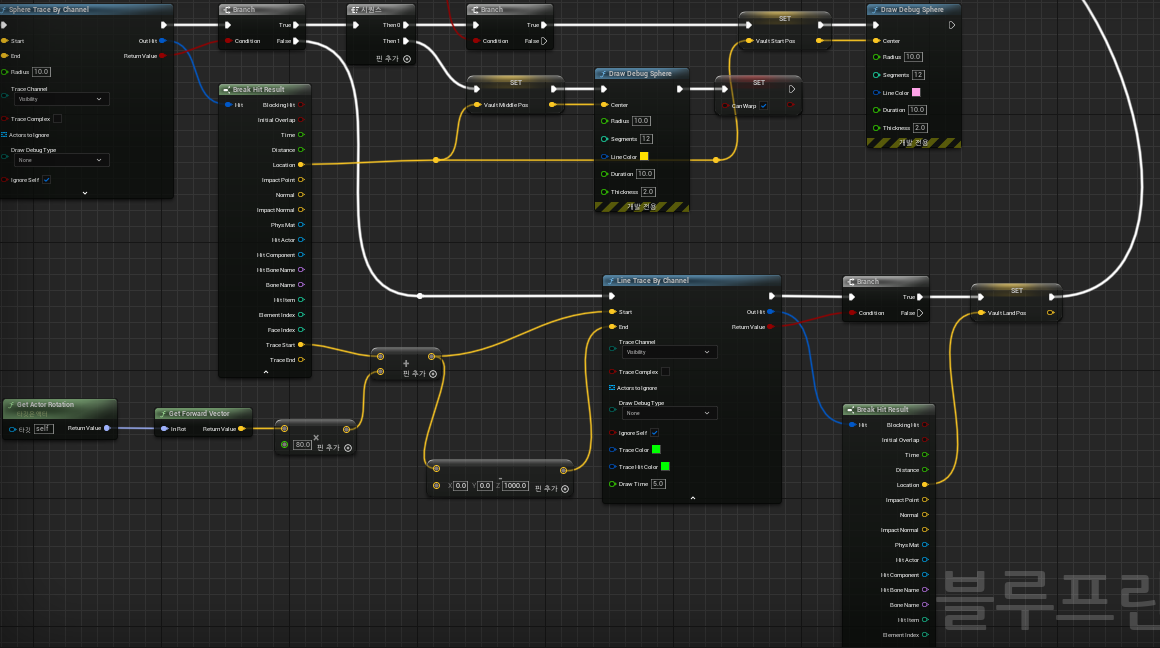 Sphere Trace By Channel
Start
Out Hit
End
Return Value
Radius 10.0
Trace Channel
Visibility
Trace Complex
Actors to Ignore
Draw Debug Type
None
Ignore Self
Branch
True
Condition
False
시퀀스
Then 0
Then 1
핀 추가
Branch
True
Condition
False
SET
Vault Start Pos
Draw Debug Sphere
Center
Radius 10.0
Segments 12
Line Color
Duration 10.0
Thickness 2.0
개발 전용
Break Hit Result
Hit
Blocking Hit
Initial Overlap
Time
Distance
Location
Impact Point
Normal
Impact Normal
Phys Mat
Hit Actor
Hit Component
Hit Bone Name
Bone Name
Hit Item
Element Index
Face Index
Trace Start
Trace End
SET
Vault Middle Pos
Draw Debug Sphere
Center
Radius 10.0
Segments 12
Line Color
Duration 10.0
Thickness 2.0
개발 전용
SET
Can Warp
Line Trace By Channel
Start
Out Hit
End
Return Value
Trace Channel
Visibility
Trace Complex
Actors to Ignore
Draw Debug Type
None
Ignore Self
Trace Color
Trace Hit Color
Draw Time 5.0
Branch
True
Condition
False
SET
Vault Land Pos
+
핀 추가
Get Actor Rotation
타깃은 액터
타깃 self
Return Value
Get Forward Vector
In Rot
Return Value
×
80.0
핀 추가
-
X 0.0 Y 0.0 Z 1000.0
핀 추가
Break Hit Result
Hit
Blocking Hit
Initial Overlap
Time
Distance
Location
Impact Point
Normal
Impact Normal
Phys Mat
Hit Actor
Hit Component
Hit Bone Name
Bone Name
Hit Item
Element Index
블루프린